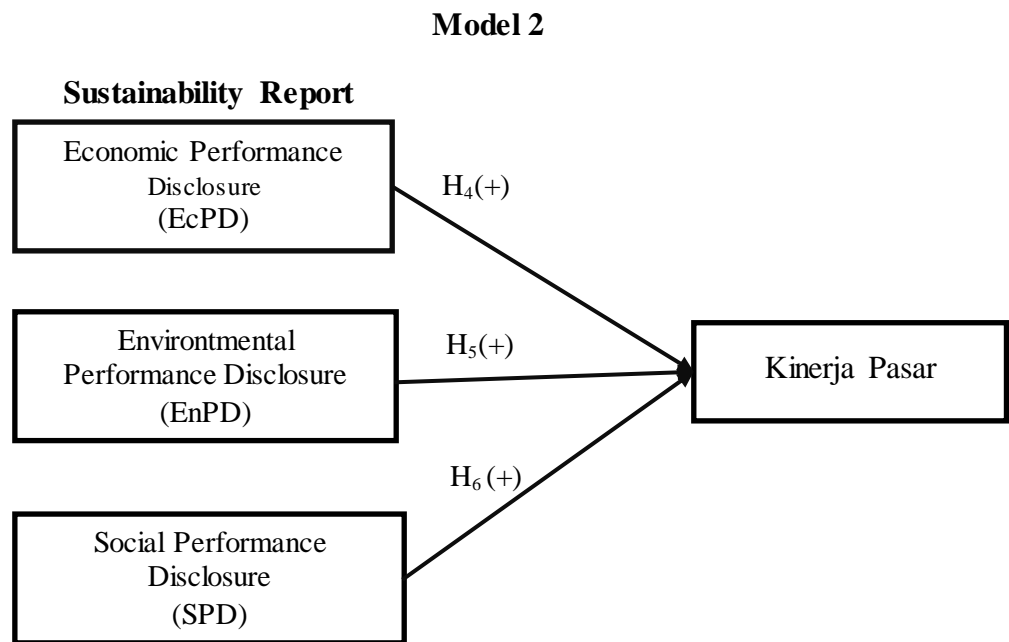 Model 2
Sustainability Report
Economic Performance
Disclosure
(EcPD)
H₄(+)
Environtmental
Performance Disclosure
(EnPD)
H₅(+)
Kinerja Pasar
H₆ (+)
Social Performance
Disclosure
(SPD)